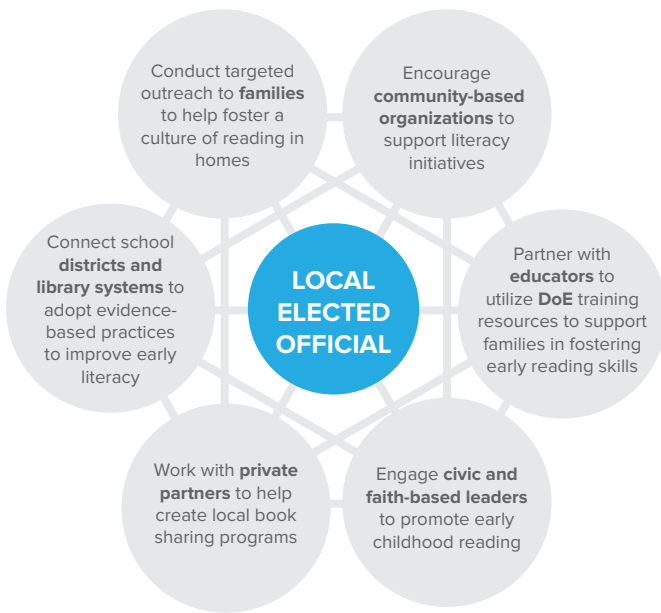 Conduct targeted
outreach to families
to help foster a
culture of reading in
homes
Encourage
community-based
organizations to
support literacy
initiatives
Connect school
districts and
library systems to
adopt evidence-
based practices
to improve early
literacy
LOCAL
ELECTED
OFFICIAL
Partner with
educators to
utilize DoE training
resources to support
families in fostering
early reading skills
Work with private
partners to help
create local book
sharing programs
Engage civic and
faith-based leaders
to promote early
childhood reading